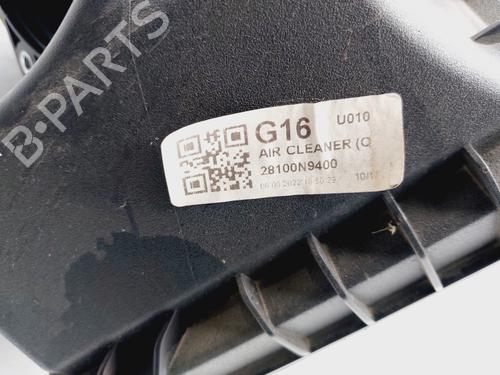 G16 U010
AIR CLEANER (C
28100N9400
B-PARTS